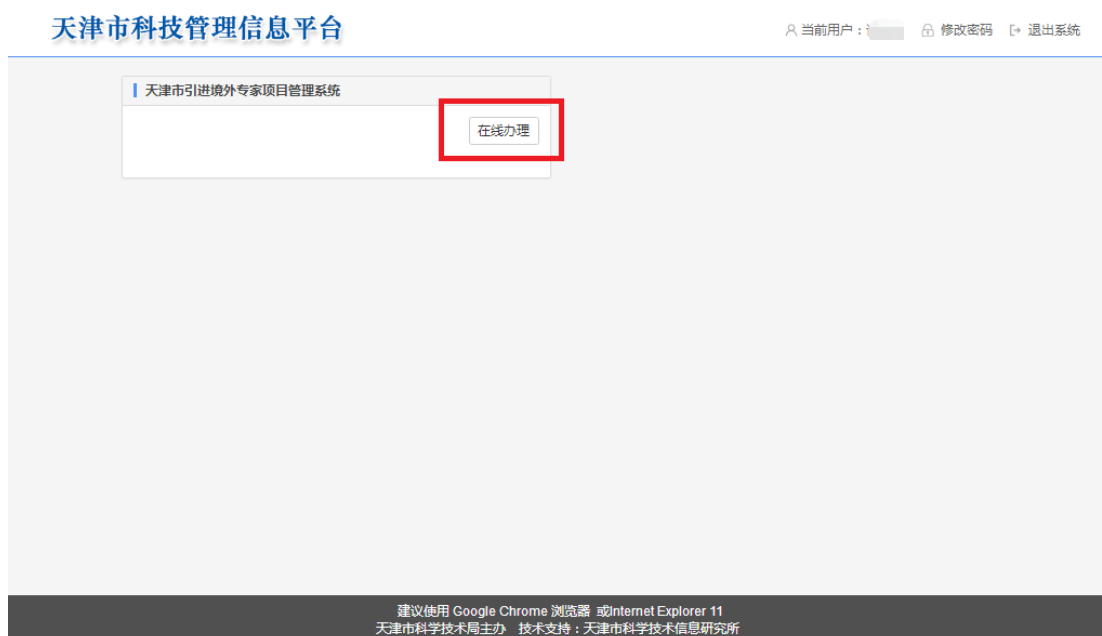 天津市科技管理信息平台
当前用户： 修改密码 退出系统
天津市引进境外专家项目管理系统
在线办理
建议使用 Google Chrome 浏览器 或Internet Explorer 11
天津市科学技术局主办 技术支持：天津市科学技术信息研究所